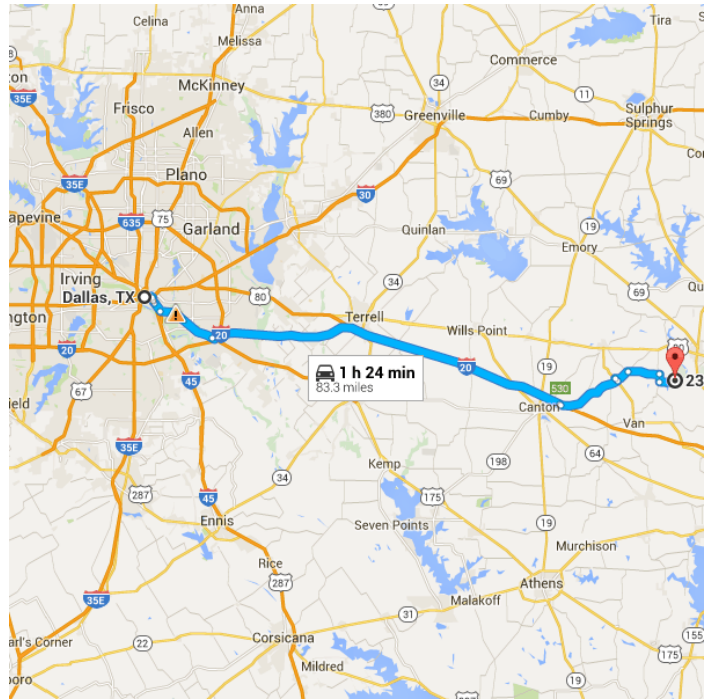 Anna
Celina
Tira
Melissa
Commerce
McKinney
34
35E
Frisco
11
Greenville
380
Cumby
Sulphur
Springs
Allen
Plano
69
35E
30
635
75
19
Garland
Quinlan
Emory
69
34
Irving
80
Dallas, TX
Terrell
20
Wills Point
20
20
19
1 h 24 min
83.3 miles
45
530
67
Canton
Van
35E
64
Kemp
198
34
175
287
45
Seven Points
Ennis
19
Murchison
Rice
287
Athens
Malakoff
35E
31
155
22
Corsicana
19
175
Mildred